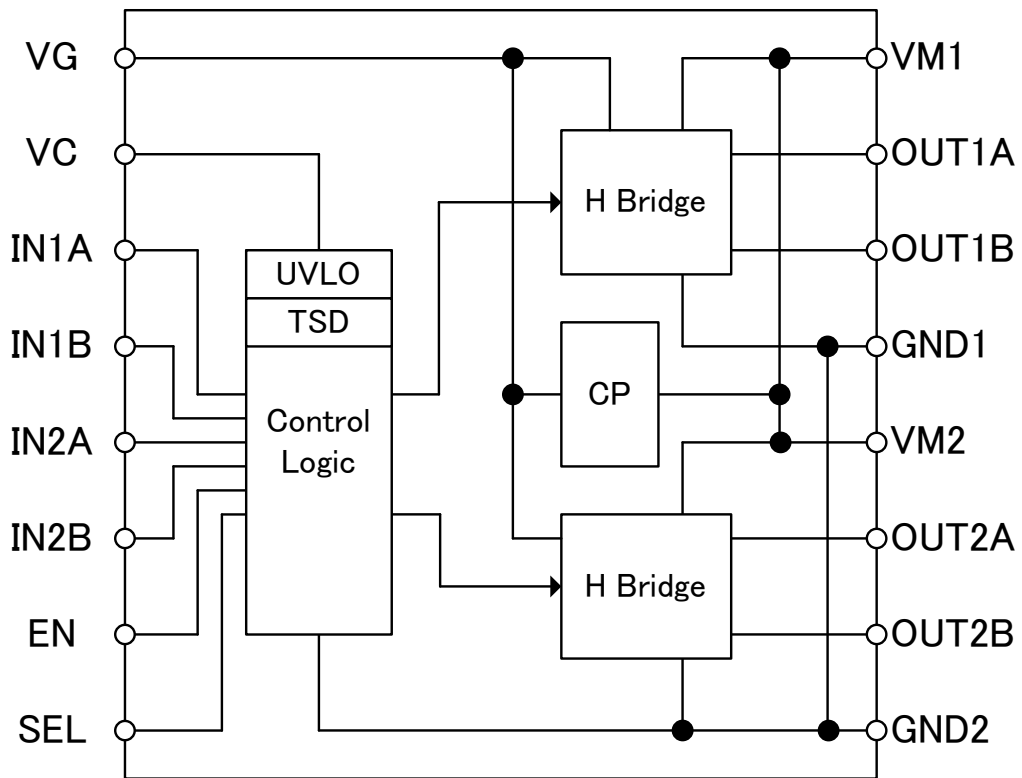 VG
VC
IN1A
IN1B
IN2A
IN2B
EN
SEL
UVLO
TSD
Control
Logic
H Bridge
CP
H Bridge
VM1
OUT1A
OUT1B
GND1
VM2
OUT2A
OUT2B
GND2